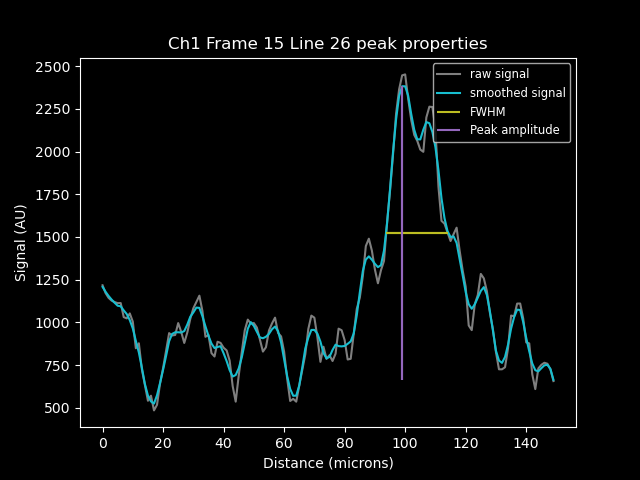 Ch1 Frame 15 Line 26 peak properties
raw signal
smoothed signal
FWHM
Peak amplitude
Signal (AU)
2500
2250
2000
1750
1500
1250
1000
750
500
0 20 40 60 80 100 120 140
Distance (microns)